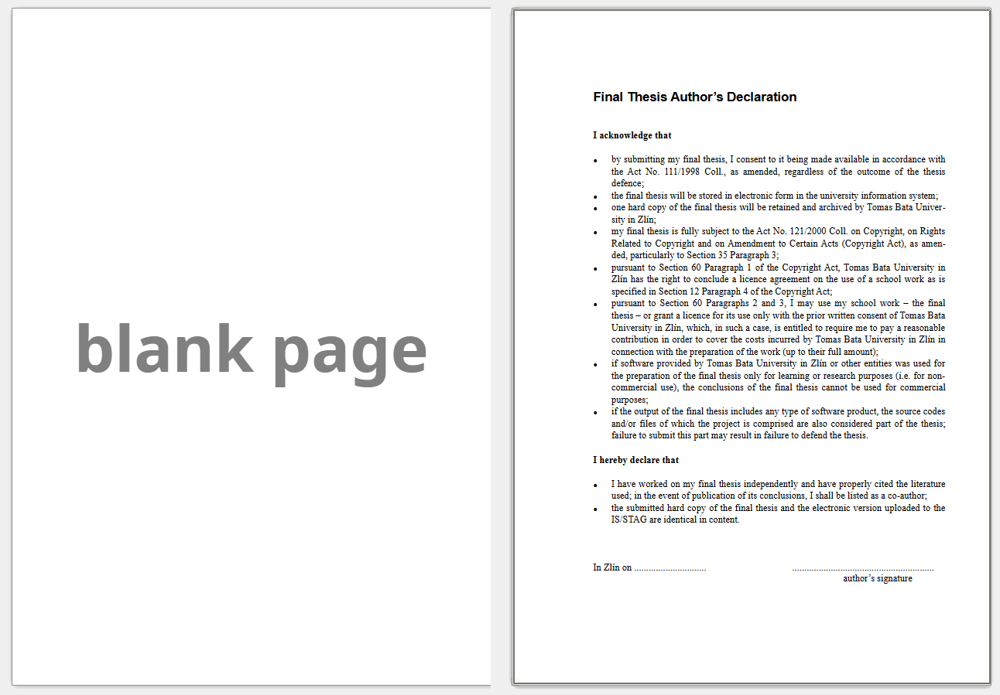 blank page
Final Thesis Author’s Declaration
I acknowledge that
• by submitting my final thesis, I consent to it being made available in accordance with
the Act No. 111/1998 Coll., as amended, regardless of the outcome of the thesis
defence;
• the final thesis will be stored in electronic form in the university information system;
• one hard copy of the final thesis will be retained and archived by Tomas Bata Univer-
sity in Zlín;
• my final thesis is fully subject to the Act No. 121/2000 Coll. on Copyright, on Rights
Related to Copyright and on Amendment to Certain Acts (Copyright Act), as amen-
ded, particularly to Section 35 Paragraph 3;
• pursuant to Section 60 Paragraph 1 of the Copyright Act, Tomas Bata University in
Zlín has the right to conclude a licence agreement on the use of a school work as is
specified in Section 12 Paragraph 4 of the Copyright Act;
• pursuant to Section 60 Paragraphs 2 and 3, I may use my school work – the final
thesis – or grant a licence for its use only with the prior written consent of Tomas Bata
University in Zlín, which, in such a case, is entitled to require me to pay a reasonable
contribution in order to cover the costs incurred by Tomas Bata University in Zlín in
connection with the preparation of the work (up to their full amount);
• if software provided by Tomas Bata University in Zlín or other entities was used for
the preparation of the final thesis only for learning or research purposes (i.e. for non-
commercial use), the conclusions of the final thesis cannot be used for commercial
purposes;
• if the output of the final thesis includes any type of software product, the source codes
and/or files of which the project is comprised are also considered part of the thesis;
failure to submit this part may result in failure to defend the thesis.
I hereby declare that
• I have worked on my final thesis independently and have properly cited the literature
used; in the event of publication of its conclusions, I shall be listed as a co-author;
• the submitted hard copy of the final thesis and the electronic version uploaded to the
IS/STAG are identical in content.
In Zlín on .............................. ...........................................................
author’s signature